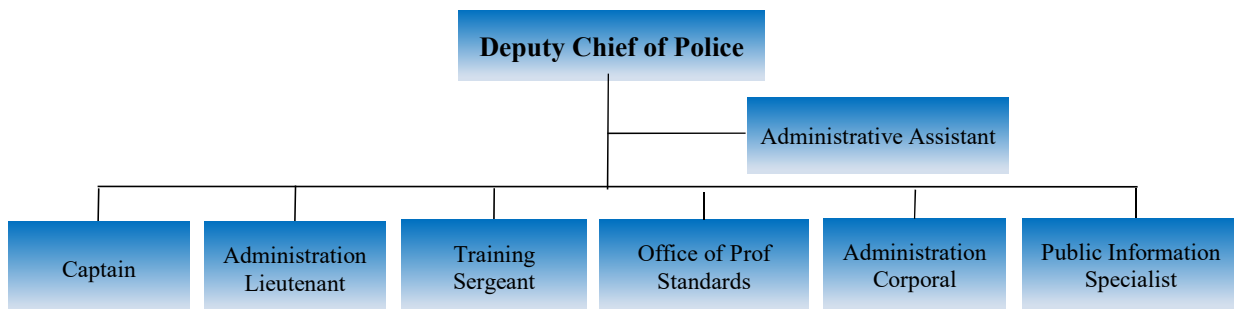 Deputy Chief of Police
Administrative Assistant
Captain
Administration
Lieutenant
Training
Sergeant
Office of Prof
Standards
Administration
Corporal
Public Information
Specialist